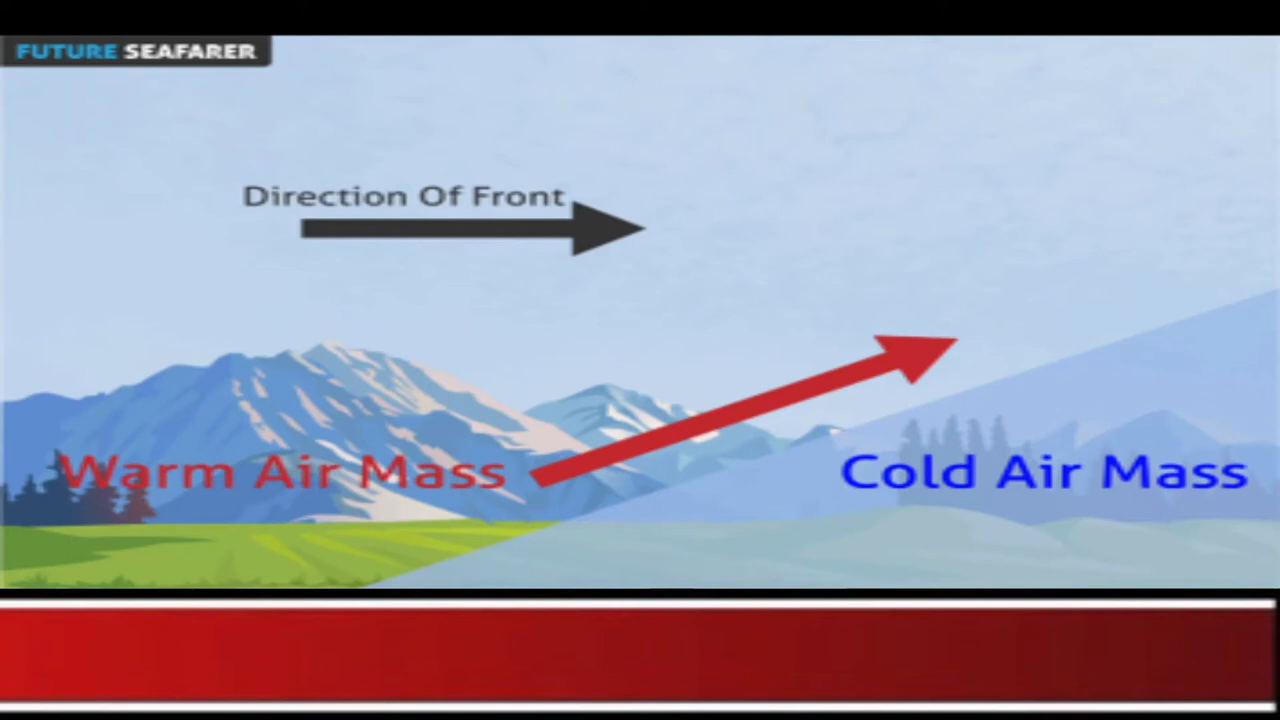 FUTURE SEAFARER
Direction Of Front
Warm Air Mass
Cold Air Mass